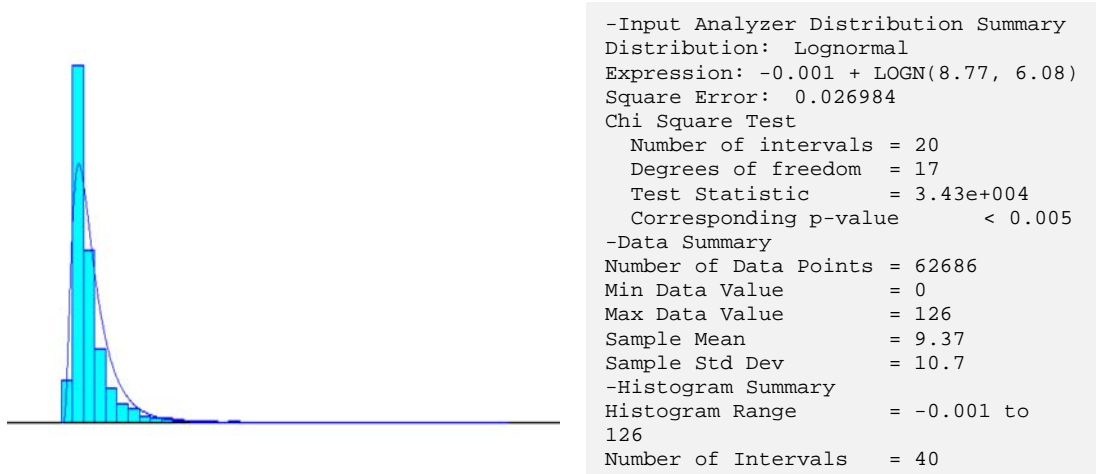 -Input Analyzer Distribution Summary
Distribution: Lognormal
Expression: -0.001 + LOGN(8.77, 6.08)
Square Error: 0.026984
Chi Square Test
Number of intervals = 20
Degrees of freedom = 17
Test Statistic = 3.43e+004
Corresponding p-value < 0.005
-Data Summary
Number of Data Points = 62686
Min Data Value = 0
Max Data Value = 126
Sample Mean = 9.37
Sample Std Dev = 10.7
-Histogram Summary
Histogram Range = -0.001 to
126
Number of Intervals = 40